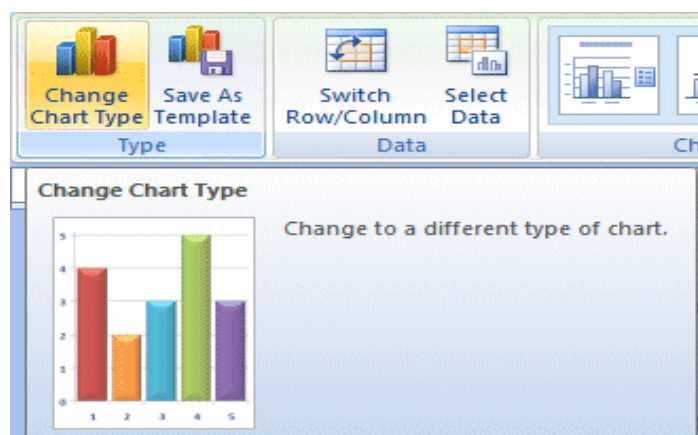 Change Chart Type
Save As Template
Switch Row/Column
Select Data
Type
Data
Ch
Change Chart Type
Change to a different type of chart.
5
4
3
2
1
0
1 2 3 4 5